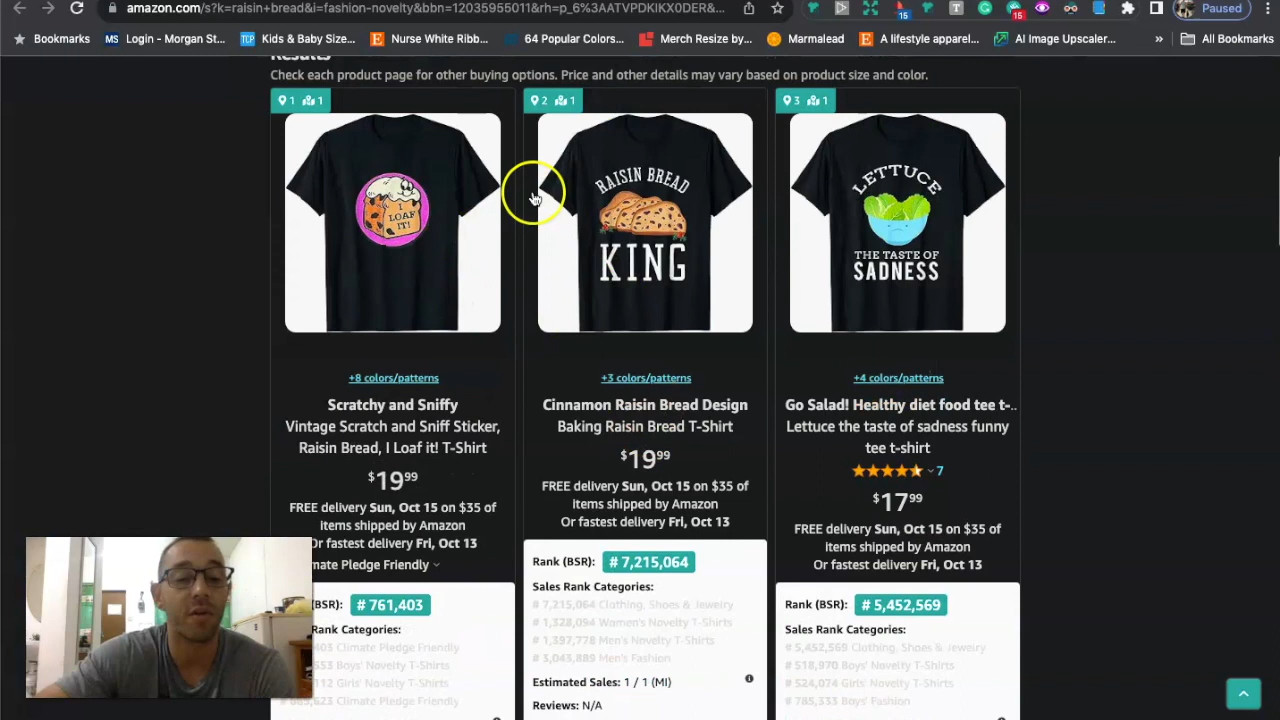 amazon.com/s?k=raisin+bread&i=fashion-novelty&bbn=12035955011&rh=p_6%3AATVPDKIKX0DER&...
15
T
15
Paused
Bookmarks
MS Login - Morgan St...
TCP Kids & Baby Size...
E Nurse White Ribb...
64 Popular Colors...
Merch Resize by...
Marmalead
E A lifestyle apparel...
AI Image Upscaler...
»
All Bookmarks
Results
Check each product page for other buying options. Price and other details may vary based on product size and color.
1 1
2 1
3 1
I
LOAF
IT!
RAISIN BREAD
KING
LETTUCE
THE TASTE OF
SADNESS
+8 colors/patterns
+3 colors/patterns
+4 colors/patterns
Scratchy and Sniffy
Vintage Scratch and Sniff Sticker,
Raisin Bread, I Loaf it! T-Shirt
$19 99
FREE delivery Sun, Oct 15 on $35 of
items shipped by Amazon
Or fastest delivery Fri, Oct 13
mate Pledge Friendly
BSR): # 761,403
Rank Categories:
403 Climate Pledge Friendly
553 Boys' Novelty T-Shirts
112 Girls' Novelty T-Shirts
Climate Pledge Friendly
Cinnamon Raisin Bread Design
Baking Raisin Bread T-Shirt
$19 99
FREE delivery Sun, Oct 15 on $35 of
items shipped by Amazon
Or fastest delivery Fri, Oct 13
Rank (BSR): # 7,215,064
Sales Rank Categories:
# 7,215,064 Clothing, Shoes & Jewelry
# 1,328,094 Women's Novelty T-Shirts
# 1,397,778 Men's Novelty T-Shirts
# 3,043,889 Men's Fashion
Estimated Sales: 1 / 1 (MI)
Reviews: N/A
Go Salad! Healthy diet food tee t-..
Lettuce the taste of sadness funny
tee t-shirt
7
$17 99
FREE delivery Sun, Oct 15 on $35 of
items shipped by Amazon
Or fastest delivery Fri, Oct 13
Rank (BSR): # 5,452,569
Sales Rank Categories:
# 5,452,569 Clothing, Shoes & Jewelry
# 518,970 Boys' Novelty T-Shirts
# 524,074 Girls' Novelty T-Shirts
# 785,333 Boys' Fashion